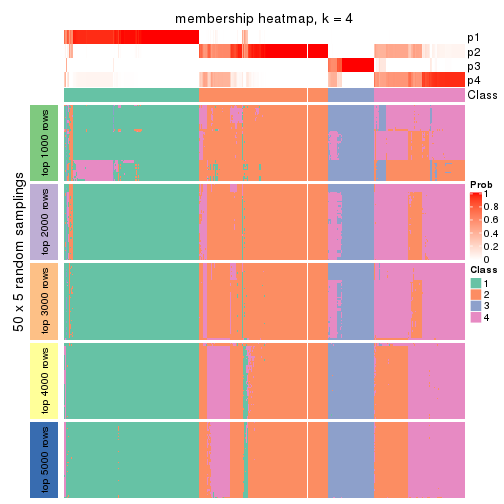 membership heatmap, k = 4
p1
p2
p3
p4
Class
50 x 5 random samplings
top 1000 rows
top 2000 rows
top 3000 rows
top 4000 rows
top 5000 rows
Prob
1
0.8
0.6
0.4
0.2
0
Class
1
2
3
4